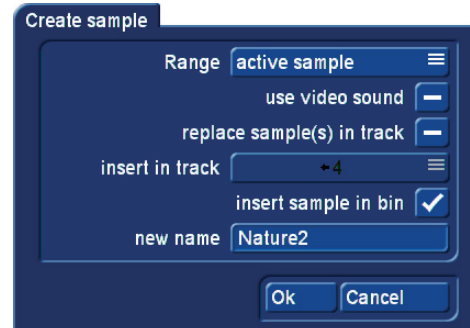 Create sample
Range active sample
use video sound
replace sample(s) in track
insert in track 4
insert sample in bin
new name Nature2
Ok Cancel